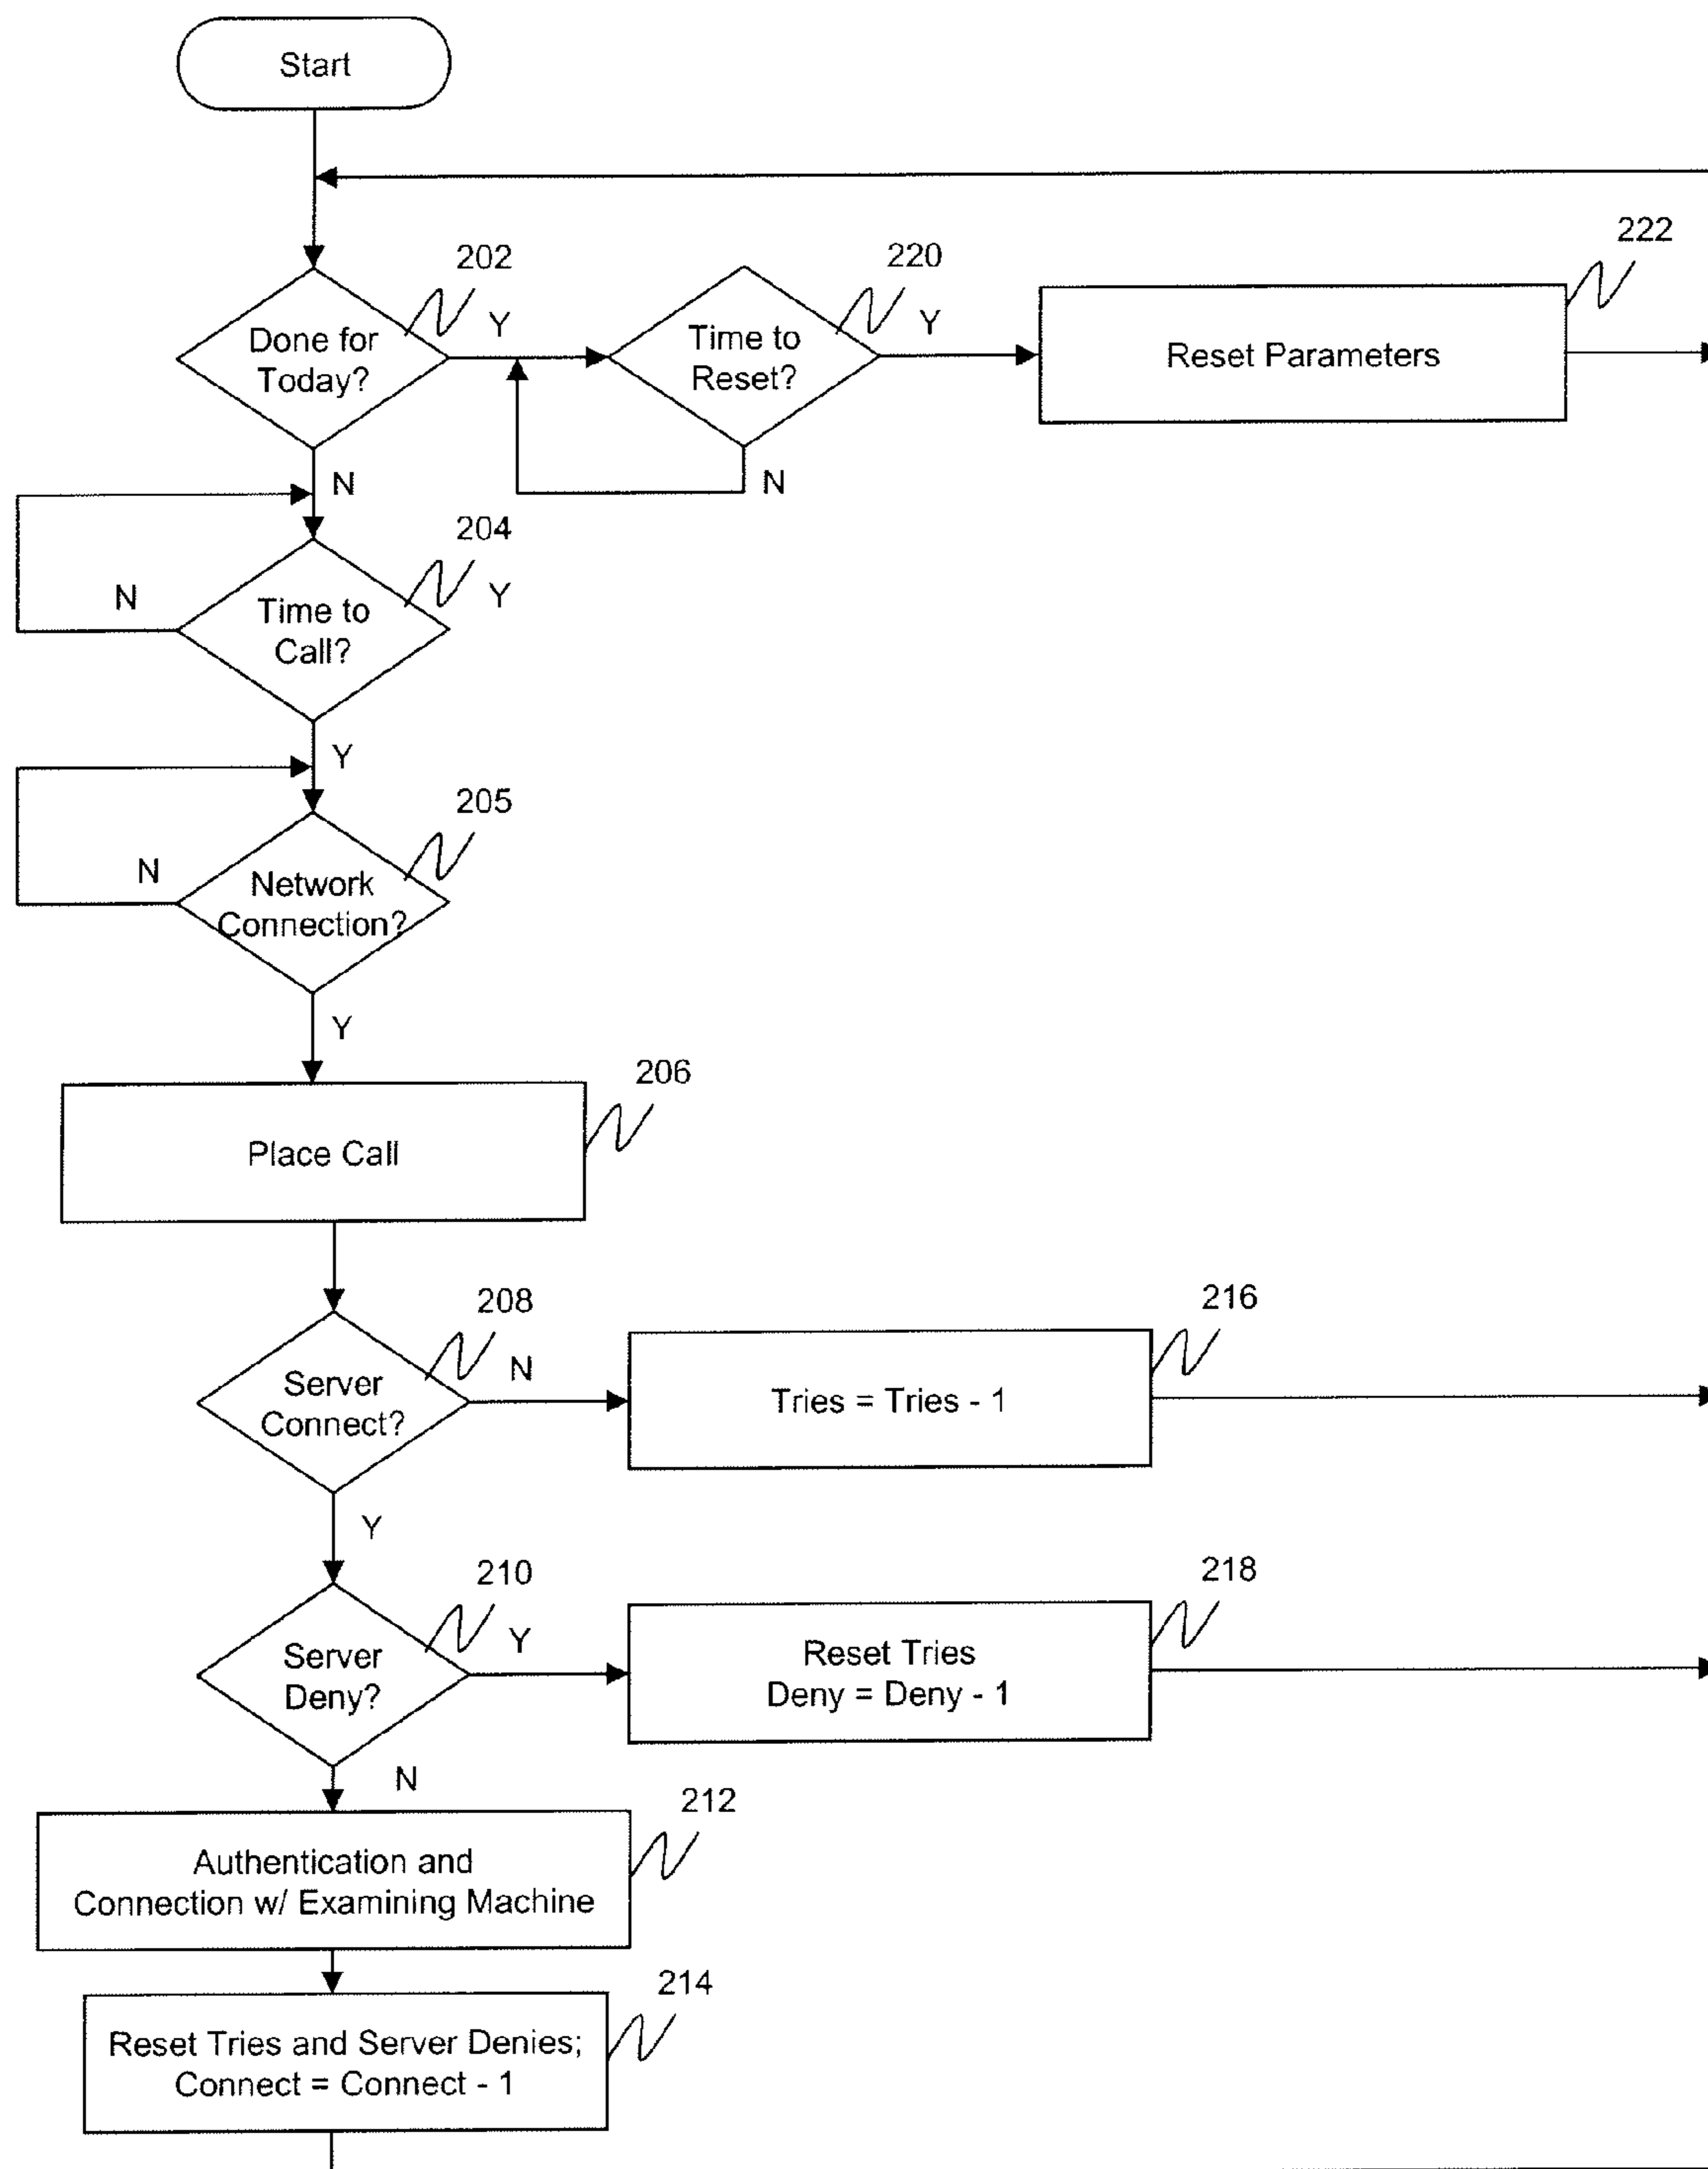 Start
202
220
222
Done for
Today?
Y
Time to
Reset?
Y
Reset Parameters
N
N
204
Time to
Call?
N
Y
Y
205
Network
Connection?
N
Y
206
Place Call
208
216
Server
Connect?
N
Tries = Tries - 1
Y
210
218
Server
Deny?
Y
Reset Tries
Deny = Deny - 1
N
212
Authentication and
Connection w/ Examining Machine
214
Reset Tries and Server Denies;
Connect = Connect - 1